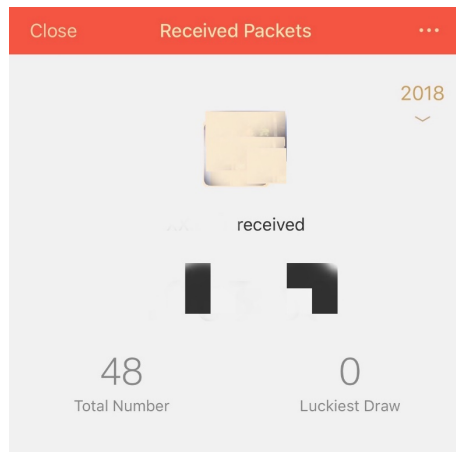 Close Received Packets ...
2018
received
48 0
Total Number Luckiest Draw